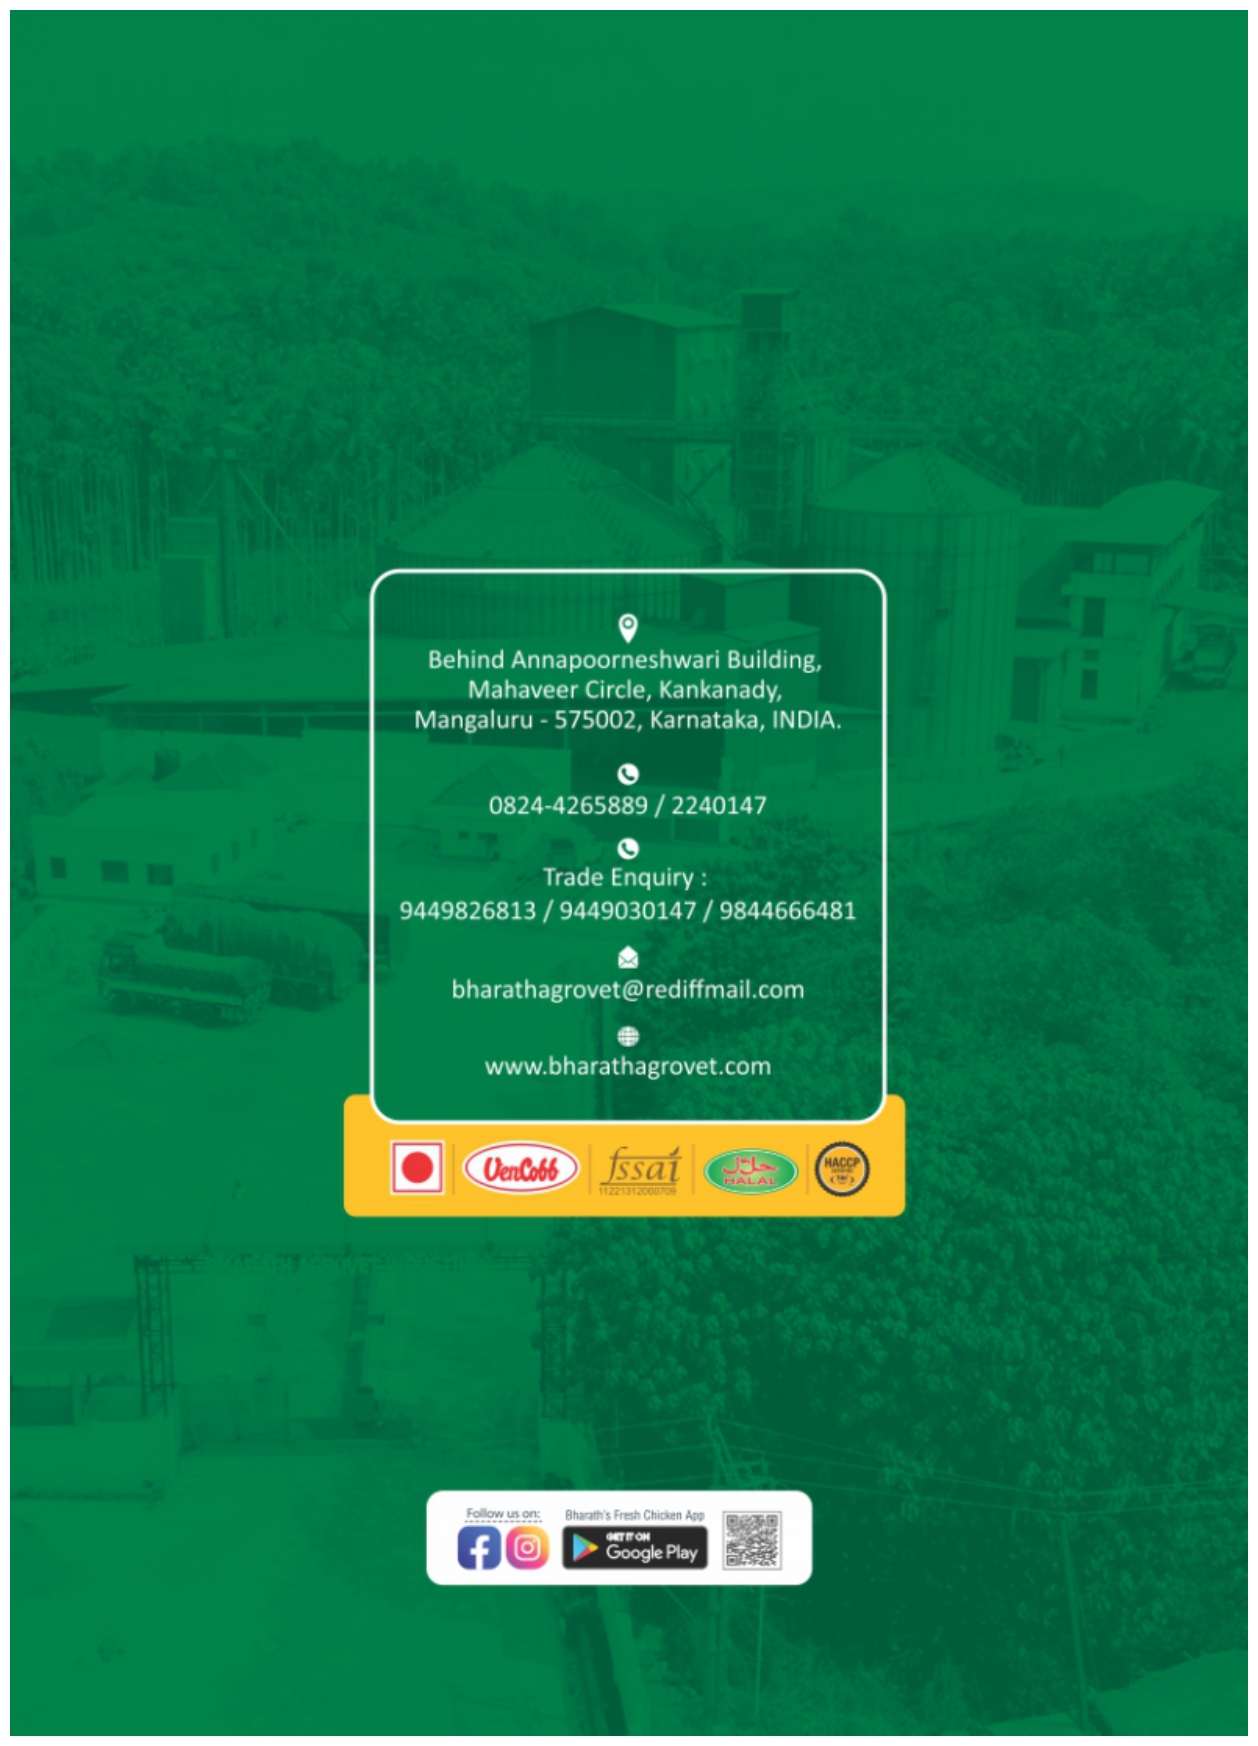 Behind Annapoorneshwari Building,
Mahaveer Circle, Kankanady,
Mangaluru - 575002, Karnataka, INDIA.
0824-4265889 / 2240147
Trade Enquiry :
9449826813 / 9449030147 / 9844666481
bharathagrovet@rediffmail.com
www.bharathagrovet.com
VenCobb
fssai
11221312000709
حلال
HALAL
HACCP
Follow us on:
Bharath's Fresh Chicken App
GET IT ON
Google Play